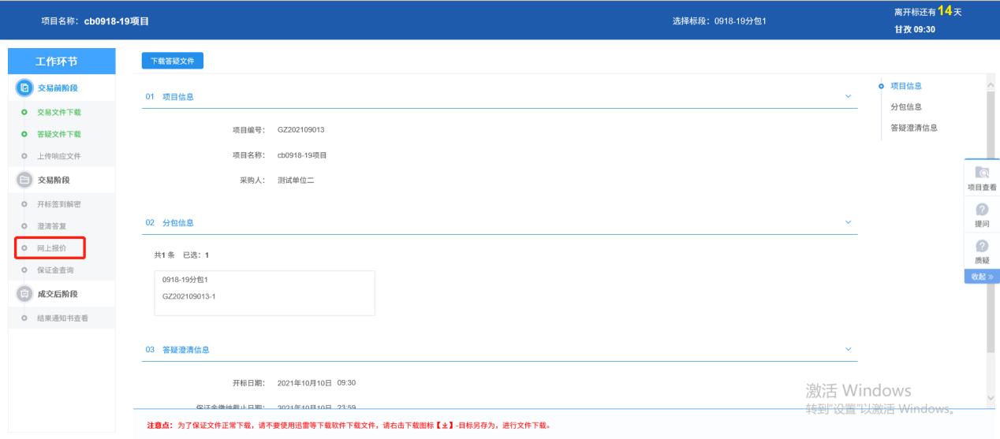 项目名称：cb0918-19项目
选择标段：0918-19分包1
离开标还有14天
甘孜 09:30
工作环节
交易前阶段
交易文件下载
答疑文件下载
上传响应文件
交易阶段
开标签到解密
澄清答复
网上报价
保证金查询
成交后阶段
结果通知书查看
下载答疑文件
01 项目信息
项目编号： GZ202109013
项目名称： cb0918-19项目
采购人： 测试单位二
02 分包信息
共1 条 已选：1
0918-19分包1
GZ202109013-1
03 答疑澄清信息
开标日期： 2021年10月10日 09:30
保证金缴纳截止日期： 2021年10月10日 23:59
注意点：为了保证文件正常下载，请不要使用迅雷等下载软件下载文件，请右击下载图标【↓】-目标另存为，进行文件下载。
项目信息
分包信息
答疑澄清信息
项目查看
提问
质疑
收起 »
激活 Windows
转到“设置”以激活 Windows。